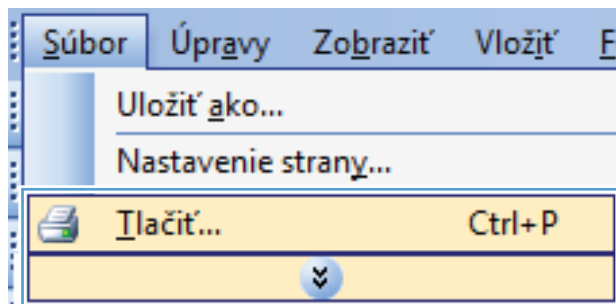 Súbor Úpravy Zobraziť Vložiť F
Uložiť ako...
Nastavenie strany...
Tlačiť... Ctrl+P